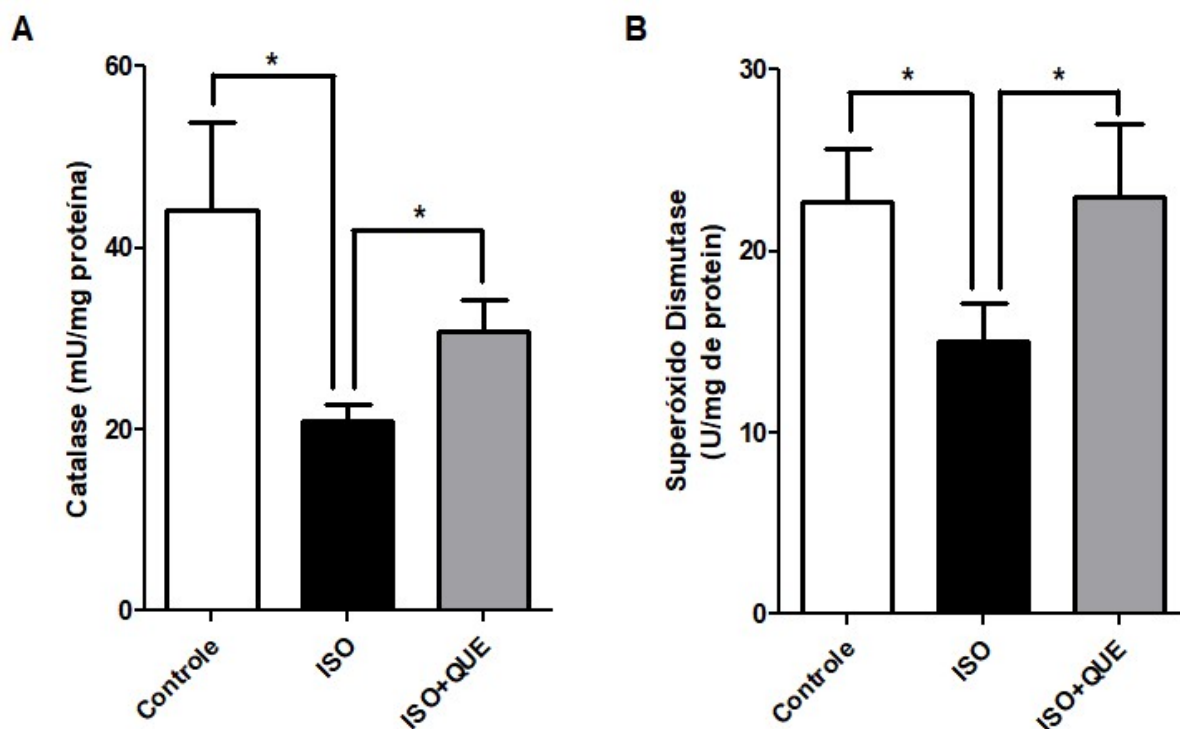 A
Catalase (mU/mg proteína)
60
40
20
0
*
*
Controle
ISO
ISO+QUE
B
Superóxido Dismutase
(U/mg de protein)
30
20
10
0
*
*
Controle
ISO
ISO+QUE